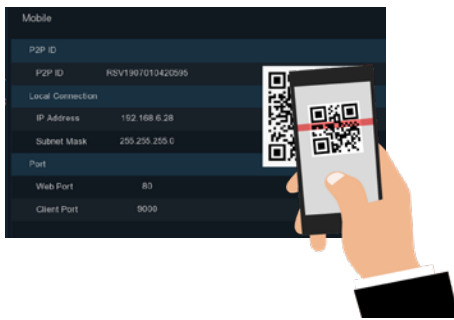 Mobile
P2P ID
P2P ID RSV1907010420595
Local Connection
IP Address 192.168.6.28
Subnet Mask 255.255.255.0
Port
Web Port 80
Client Port 9000